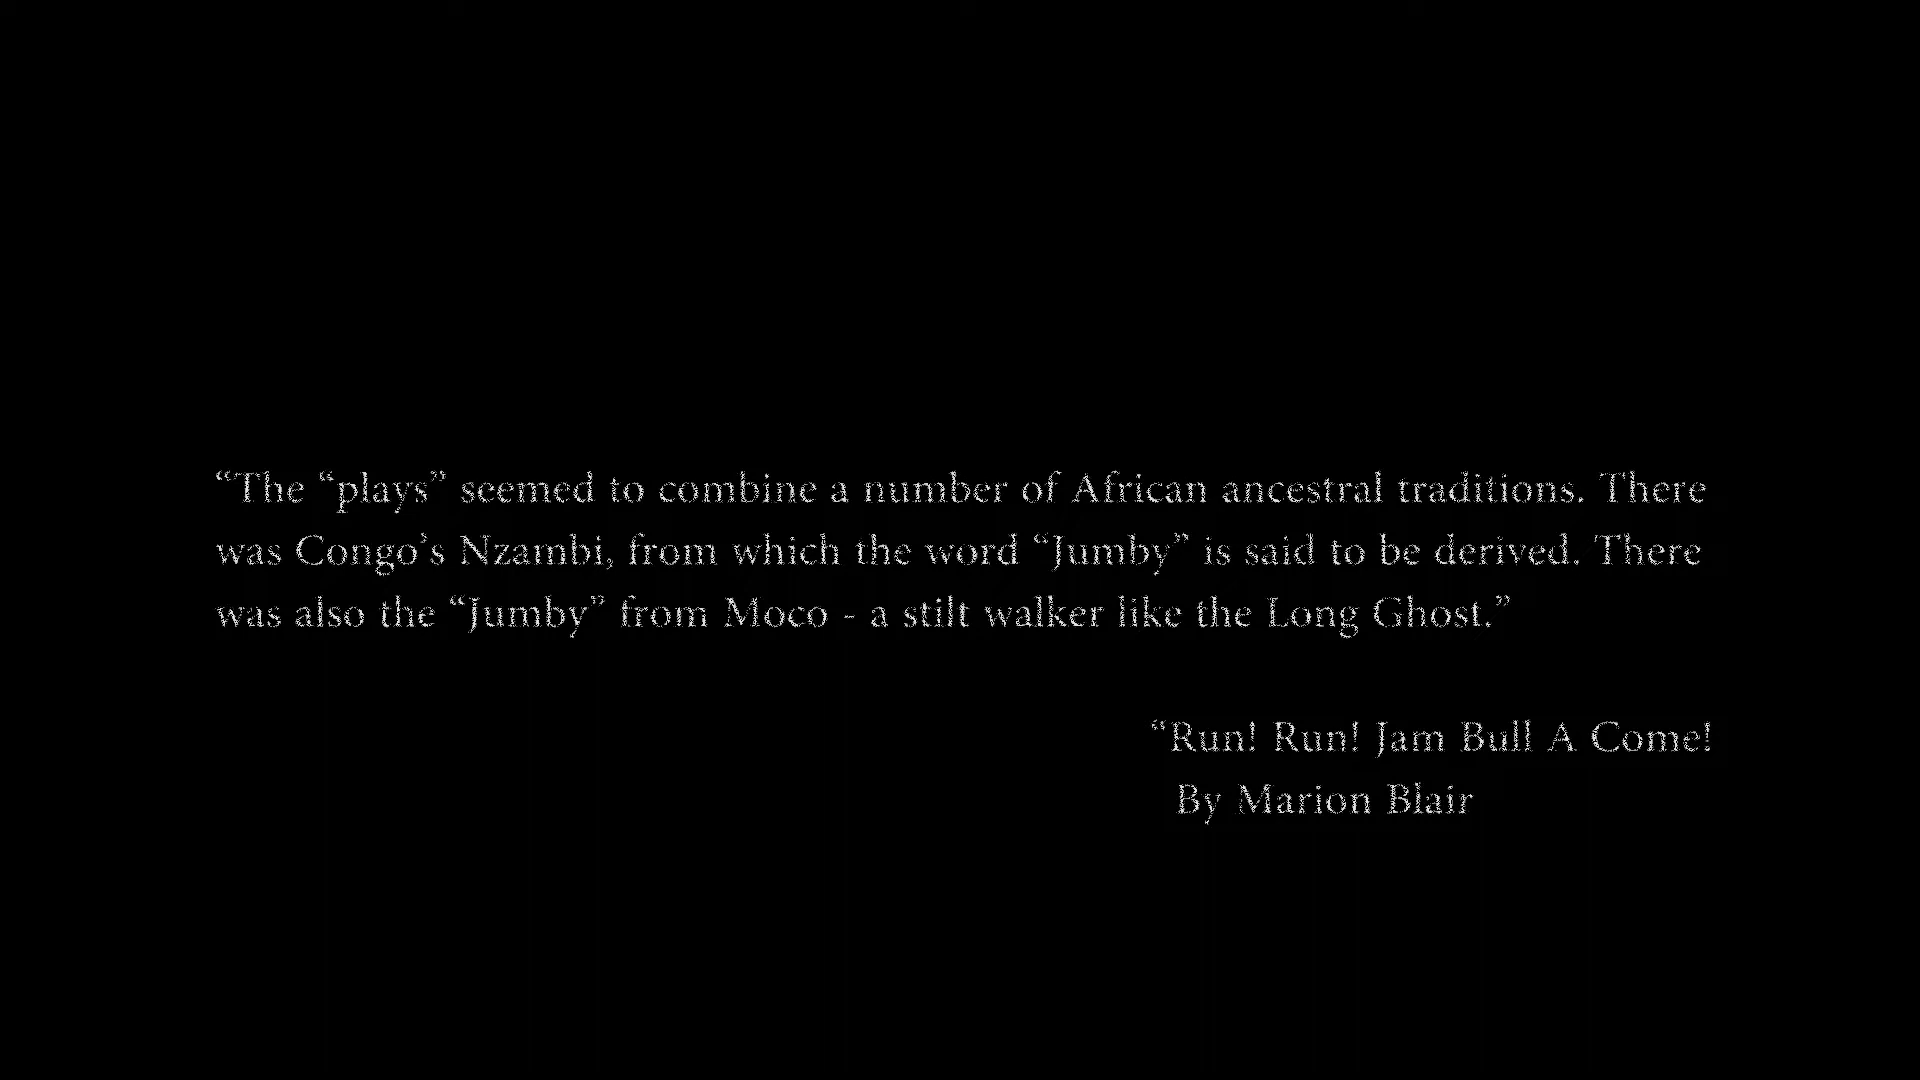 “The “plays” seemed to combine a number of African ancestral traditions. There
was Congo’s Nzambi, from which the word “Jumby” is said to be derived. There
was also the “Jumby” from Moco - a stilt walker like the Long Ghost.”
“Run! Run! Jam Bull A Come!
By Marion Blair